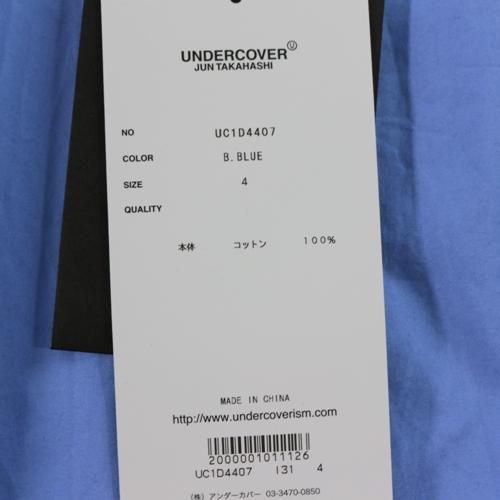 UNDERCOVER Ⓤ
JUN TAKAHASHI
NO UC1D4407
COLOR B.BLUE
SIZE 4
QUALITY
本体 コットン 100%
MADE IN CHINA
http://www.undercoverism.com
2000001011126
UC1D4407 131 4
(株) アンダーカバー 03-3470-0850